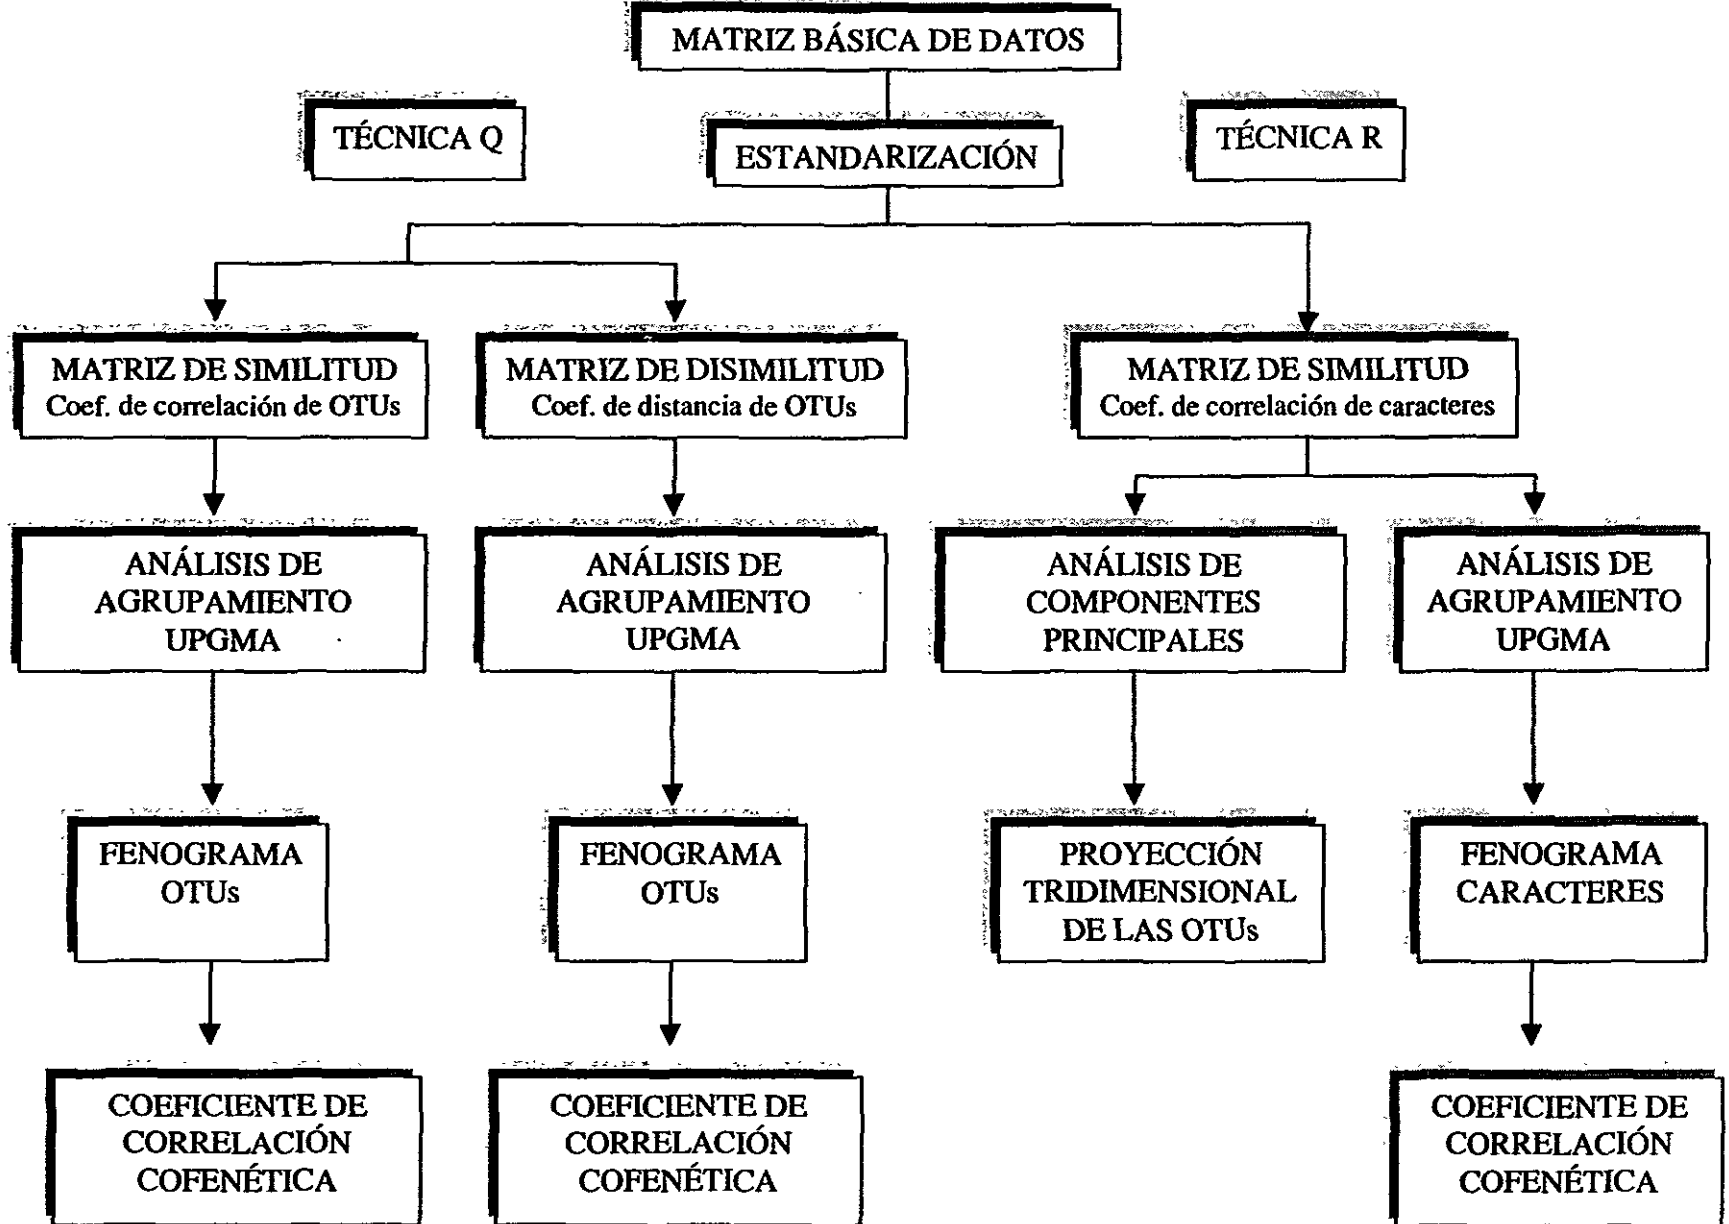 MATRIZ BÁSICA DE DATOS
TÉCNICA Q
ESTANDARIZACIÓN
TÉCNICA R
MATRIZ DE SIMILITUD
Coef. de correlación de OTUs
MATRIZ DE DISIMILITUD
Coef. de distancia de OTUs
MATRIZ DE SIMILITUD
Coef. de correlación de caracteres
ANÁLISIS DE
AGRUPAMIENTO
UPGMA
ANÁLISIS DE
AGRUPAMIENTO
UPGMA
ANÁLISIS DE
COMPONENTES
PRINCIPALES
ANÁLISIS DE
AGRUPAMIENTO
UPGMA
FENOGRAMA
OTUs
FENOGRAMA
OTUs
PROYECCIÓN
TRIDIMENSIONAL
DE LAS OTUs
FENOGRAMA
CARACTERES
COEFICIENTE DE
CORRELACIÓN
COFENÉTICA
COEFICIENTE DE
CORRELACIÓN
COFENÉTICA
COEFICIENTE DE
CORRELACIÓN
COFENÉTICA